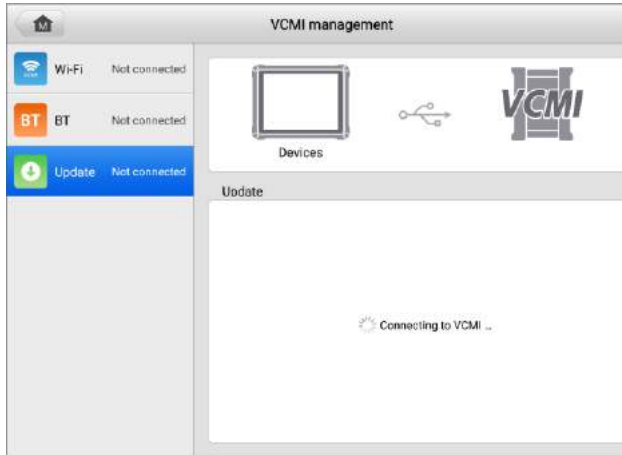 VCMI management
M
Wi-Fi Not connected
BT BT Not connected
Update Not connected
VCMI
Devices
Update
Connecting to VCMI ...